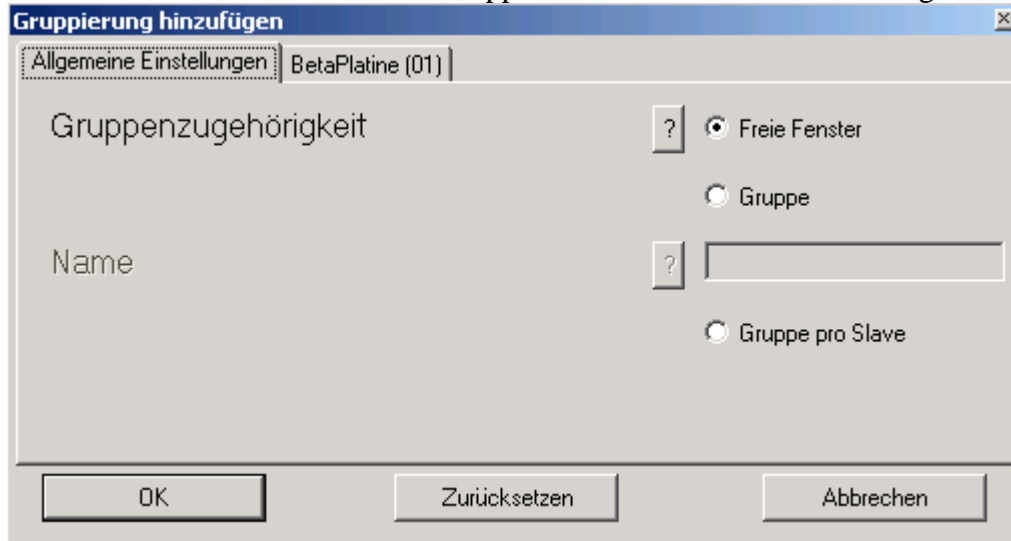 Gruppierung hinzufügen
Allgemeine Einstellungen BetaPlatine (01)
Gruppenzugehörigkeit ? Freie Fenster
Gruppe
Name ?
Gruppe pro Slave
OK Zurücksetzen Abbrechen